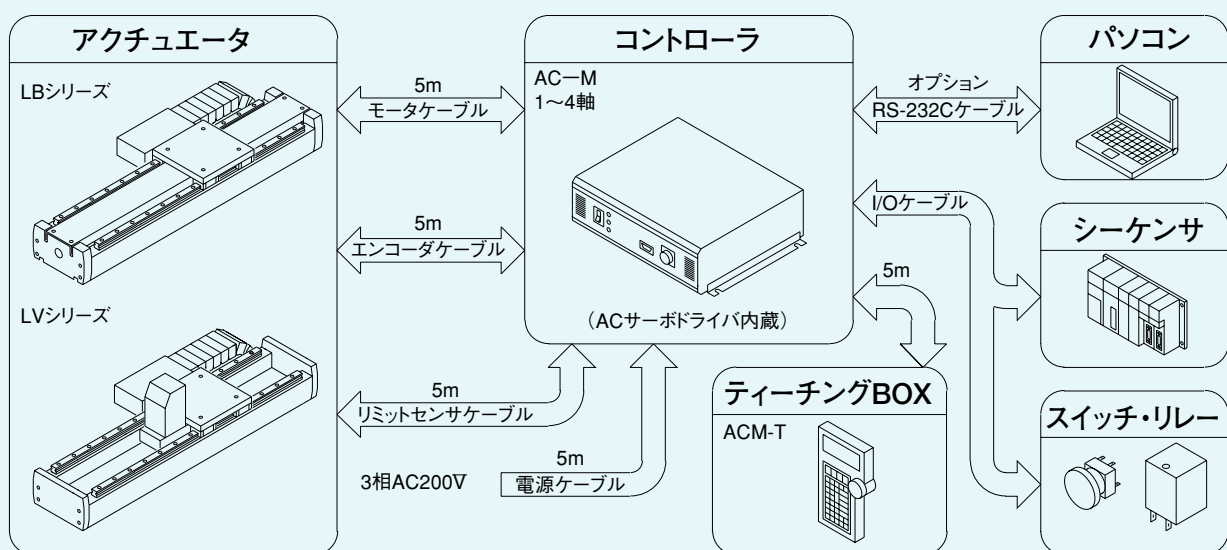 アクチュエータ
LBシリーズ
LVシリーズ
5m
モータケーブル
5m
エンコーダケーブル
5m
リミットセンサケーブル
3相AC200V
5m
電源ケーブル
コントローラ
AC－M
1～4軸
（ACサーボドライバ内蔵）
オプション
RS-232Cケーブル
I/Oケーブル
5m
ティーチングBOX
ACM-T
パソコン
シーケンサ
スイッチ・リレー